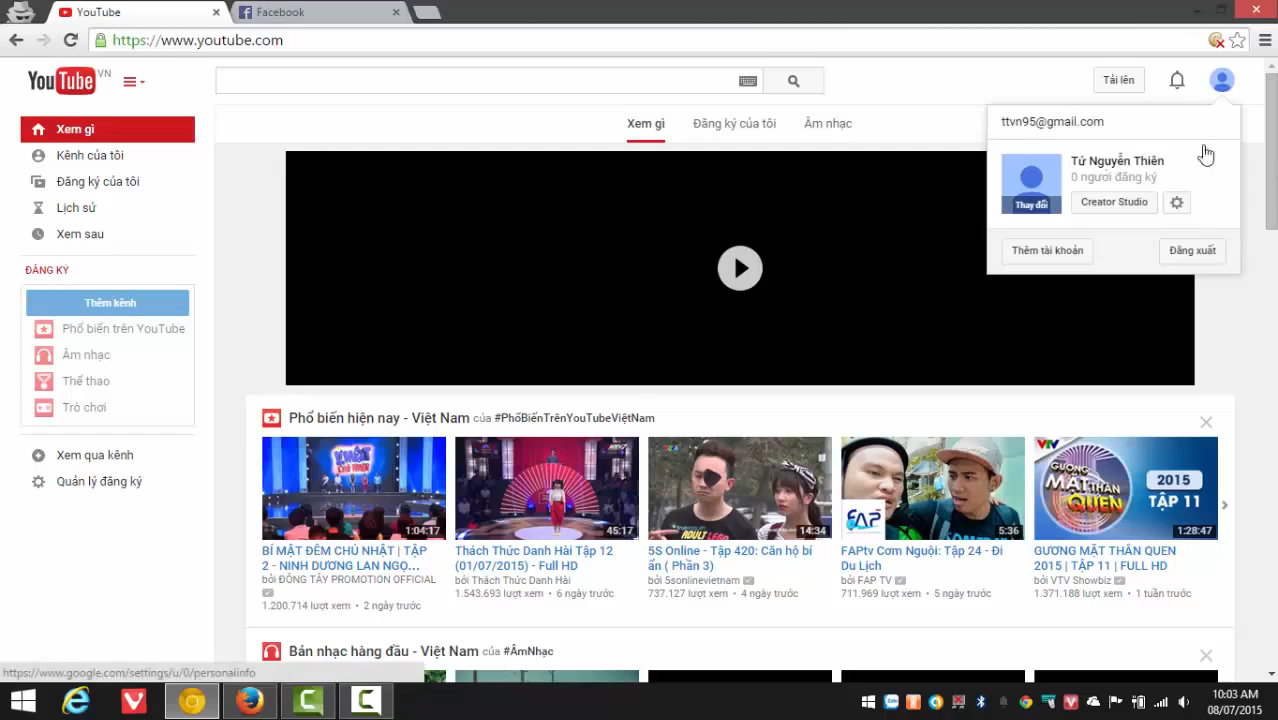 YouTube
Facebook
https://www.youtube.com
YouTube VN
Tải lên
Xem gì
Kênh của tôi
Đăng ký của tôi
Lịch sử
Xem sau
ĐĂNG KÝ
Thêm kênh
Phổ biến trên YouTube
Âm nhạc
Thể thao
Trò chơi
Xem qua kênh
Quản lý đăng ký
Xem gì Đăng ký của tôi Âm nhạc
ttvn95@gmail.com
Tứ Nguyễn Thiên
0 người đăng ký
Thay đổi
Creator Studio
Thêm tài khoản Đăng xuất
Phổ biến hiện nay - Việt Nam của #PhổBiếnTrênYouTubeViệtNam
1:04:17
BÍ MẬT ĐÊM CHỦ NHẬT | TẬP
2 - NINH DƯƠNG LAN NGỌ...
bởi ĐÔNG TÂY PROMOTION OFFICIAL
1.200.714 lượt xem • 2 ngày trước
45:17
Thách Thức Danh Hài Tập 12
(01/07/2015) - Full HD
bởi Thách Thức Danh Hài
1.543.693 lượt xem • 6 ngày trước
14:34
5S Online - Tập 420: Căn hộ bí
ẩn ( Phần 3)
bởi 5sonlinevietnam
737.127 lượt xem • 4 ngày trước
FAP
5:36
FAPtv Cơm Nguội: Tập 24 - Đi
Du Lịch
bởi FAP TV
711.969 lượt xem • 5 ngày trước
VTV
GƯƠNG
MẶT THÂN
QUEN
2015
TẬP 11
1:28:47
GƯƠNG MẶT THÂN QUEN
2015 | TẬP 11 | FULL HD
bởi VTV Showbiz
1.371.188 lượt xem • 1 tuần trước
Bản nhạc hàng đầu - Việt Nam của #ÂmNhạc
https://www.google.com/settings/u/0/personalinfo
10:03 AM
08/07/2015